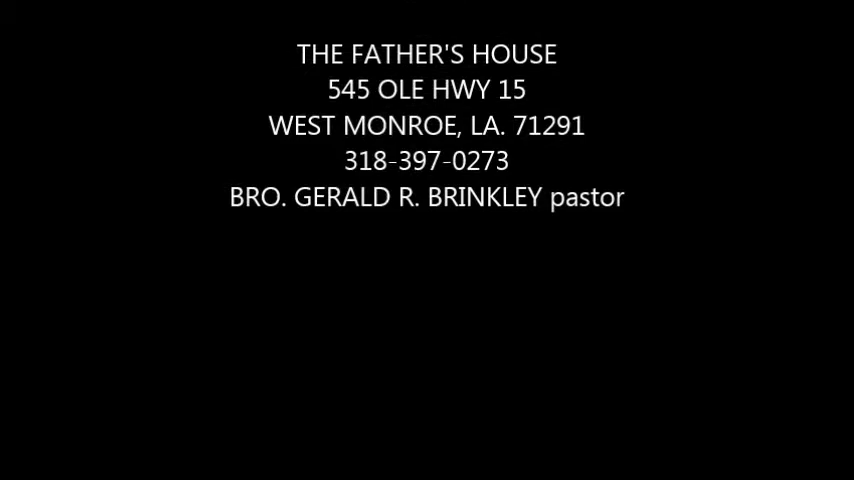 THE FATHER'S HOUSE
545 OLE HWY 15
WEST MONROE, LA. 71291
318-397-0273
BRO. GERALD R. BRINKLEY pastor